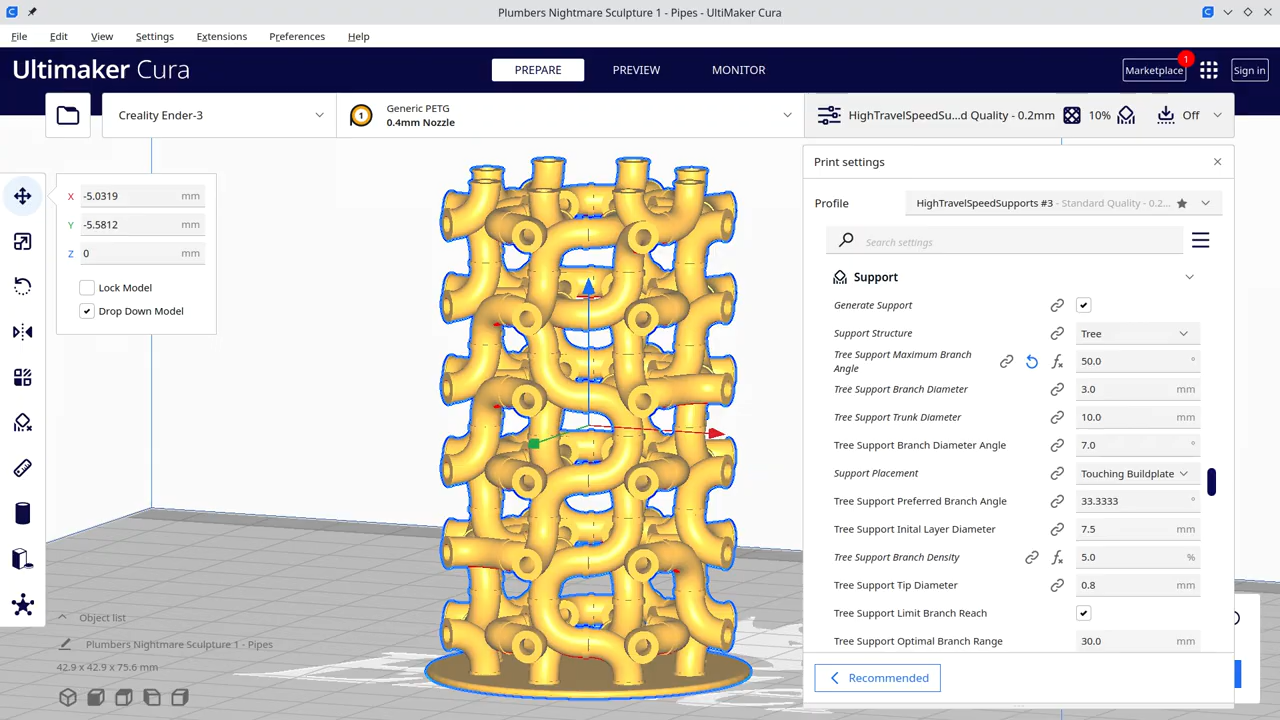 Plumbers Nightmare Sculpture 1 - Pipes - UltiMaker Cura
File Edit View Settings Extensions Preferences Help
Ultimaker Cura
PREPARE PREVIEW MONITOR
Marketplace 1 Sign in
Creality Ender-3
1 Generic PETG
0.4mm Nozzle
HighTravelSpeedSu...d Quality - 0.2mm 10% Off
X -5.0319 mm
Y -5.5812 mm
Z 0 mm
Lock Model
Drop Down Model
Print settings
Profile HighTravelSpeedSupports #3 - Standard Quality - 0.2...
Search settings
Support
Generate Support
Support Structure Tree
Tree Support Maximum Branch
Angle
fx 50.0 °
Tree Support Branch Diameter 3.0 mm
Tree Support Trunk Diameter 10.0 mm
Tree Support Branch Diameter Angle 7.0 °
Support Placement Touching Buildplate
Tree Support Preferred Branch Angle 33.3333 °
Tree Support Inital Layer Diameter 7.5 mm
Tree Support Branch Density fx 5.0 %
Tree Support Tip Diameter 0.8 mm
Tree Support Limit Branch Reach
Tree Support Optimal Branch Range 30.0 mm
Recommended
Object list
Plumbers Nightmare Sculpture 1 - Pipes
42.9 x 42.9 x 75.6 mm